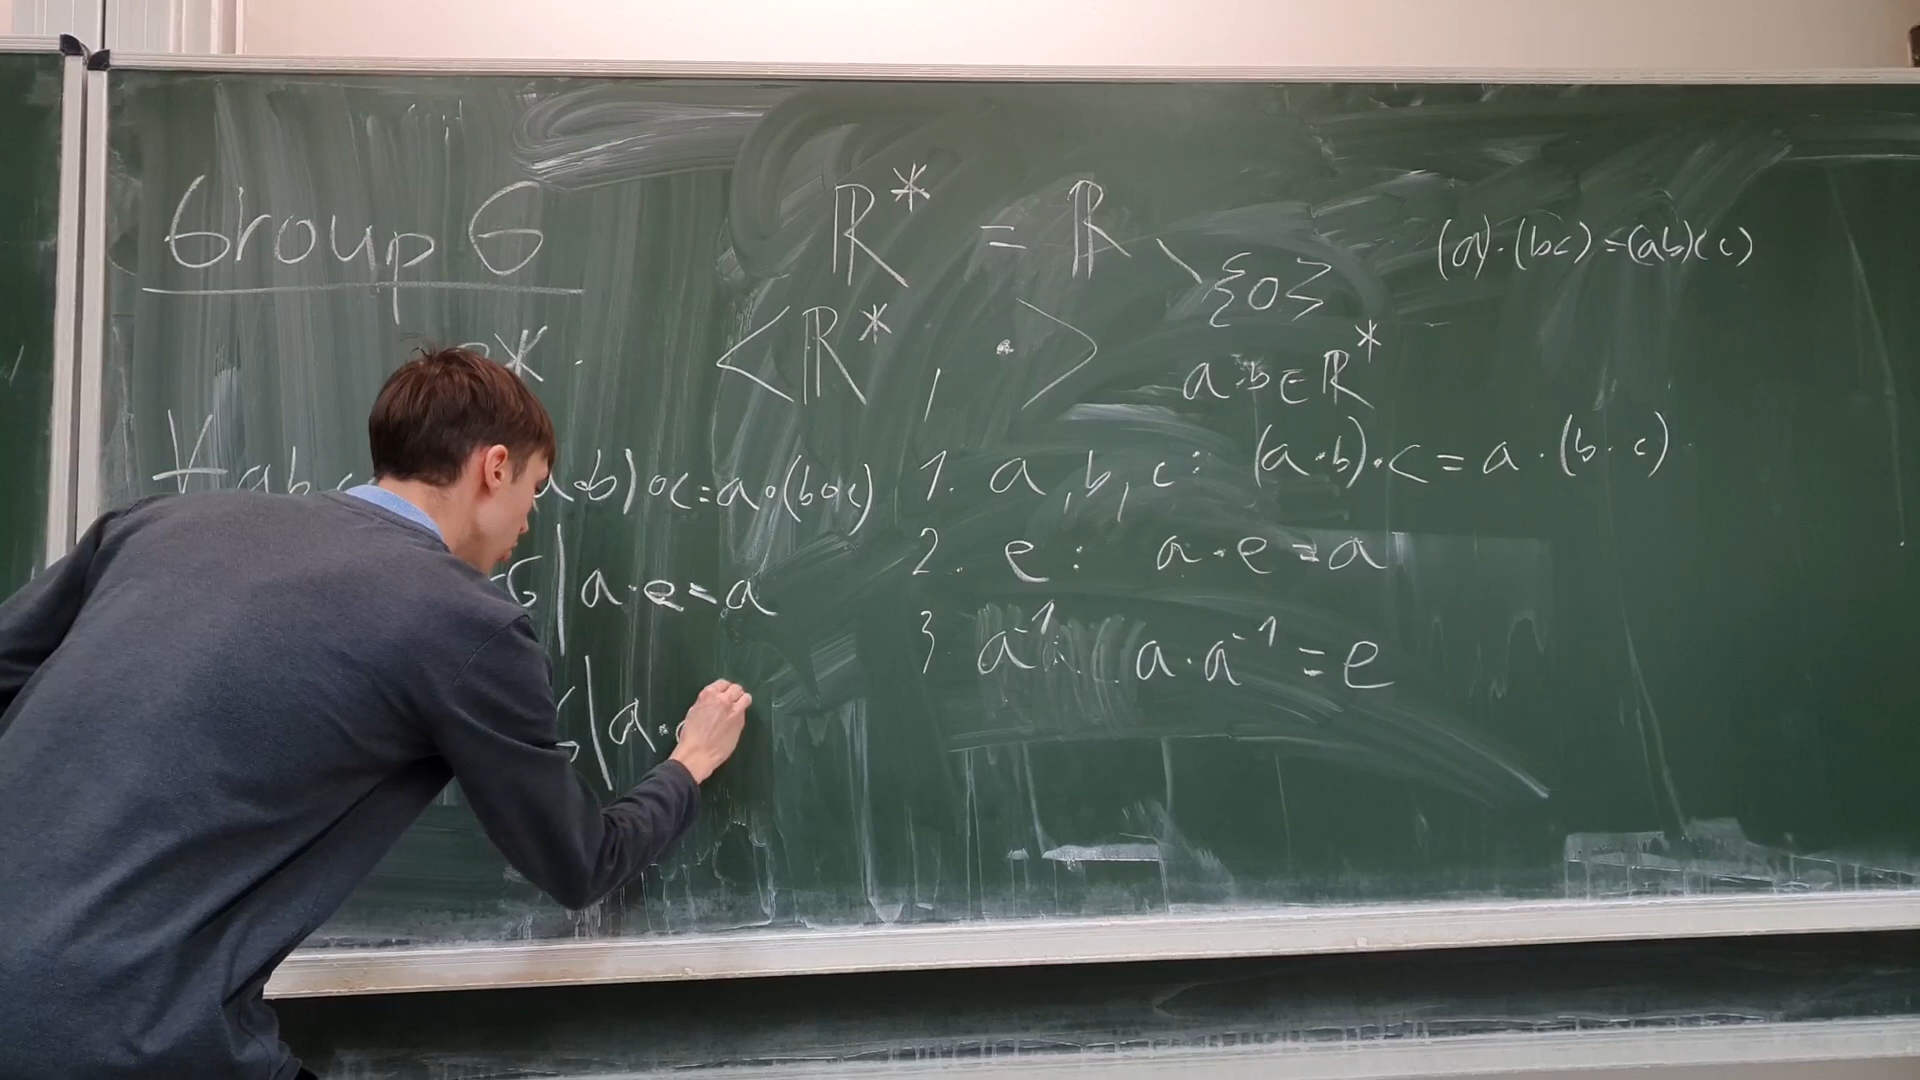 Group G
ℝ* = ℝ \ {0}
(a)·(bc)=(ab)(c)
*:
<ℝ*, ·>
a·b∈ℝ*
∀ a b c
·b)∘c=a∘(b∘c)
1. a, b, c: (a·b)·c=a·(b·c)
G|a·e=a
2. e: a·e=a
3 a⁻¹: a·a⁻¹=e
|a·